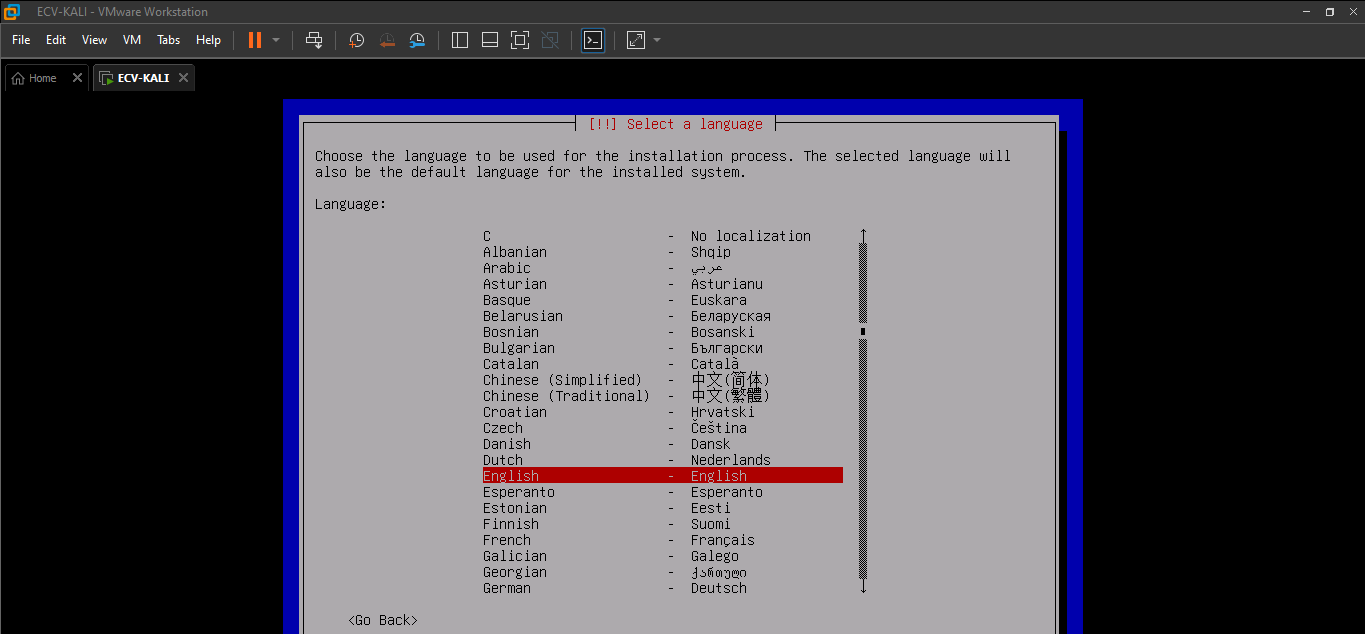 ECV-KALI - VMware Workstation
File Edit View VM Tabs Help
Home ECV-KALI
[!!] Select a language
Choose the language to be used for the installation process. The selected language will
also be the default language for the installed system.
Language:
C - No localization
Albanian - Shqip
Arabic - عربي
Asturian - Asturianu
Basque - Euskara
Belarusian - Беларуская
Bosnian - Bosanski
Bulgarian - Български
Catalan - Català
Chinese (Simplified) - 中文(简体)
Chinese (Traditional) - 中文(繁體)
Croatian - Hrvatski
Czech - Čeština
Danish - Dansk
Dutch - Nederlands
English - English
Esperanto - Esperanto
Estonian - Eesti
Finnish - Suomi
French - Français
Galician - Galego
Georgian - ქართული
German - Deutsch
<Go Back>